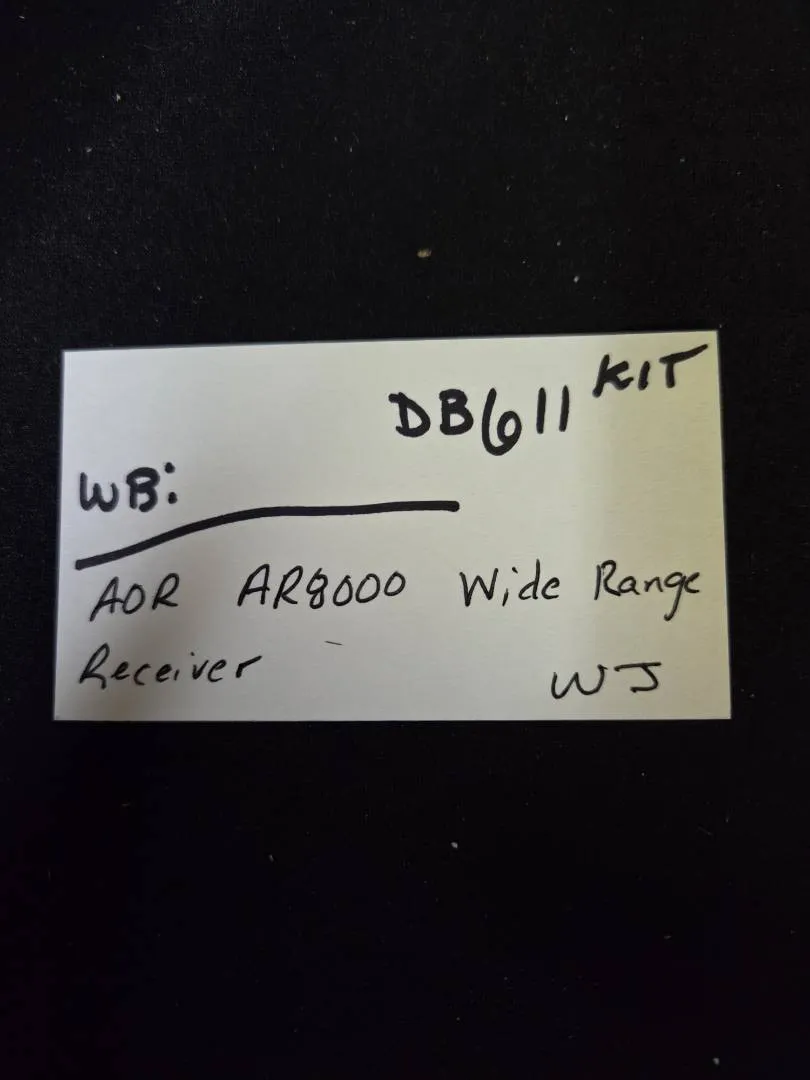 DB611 KIT
WB:
AOR AR8000 Wide Range
Receiver WJ